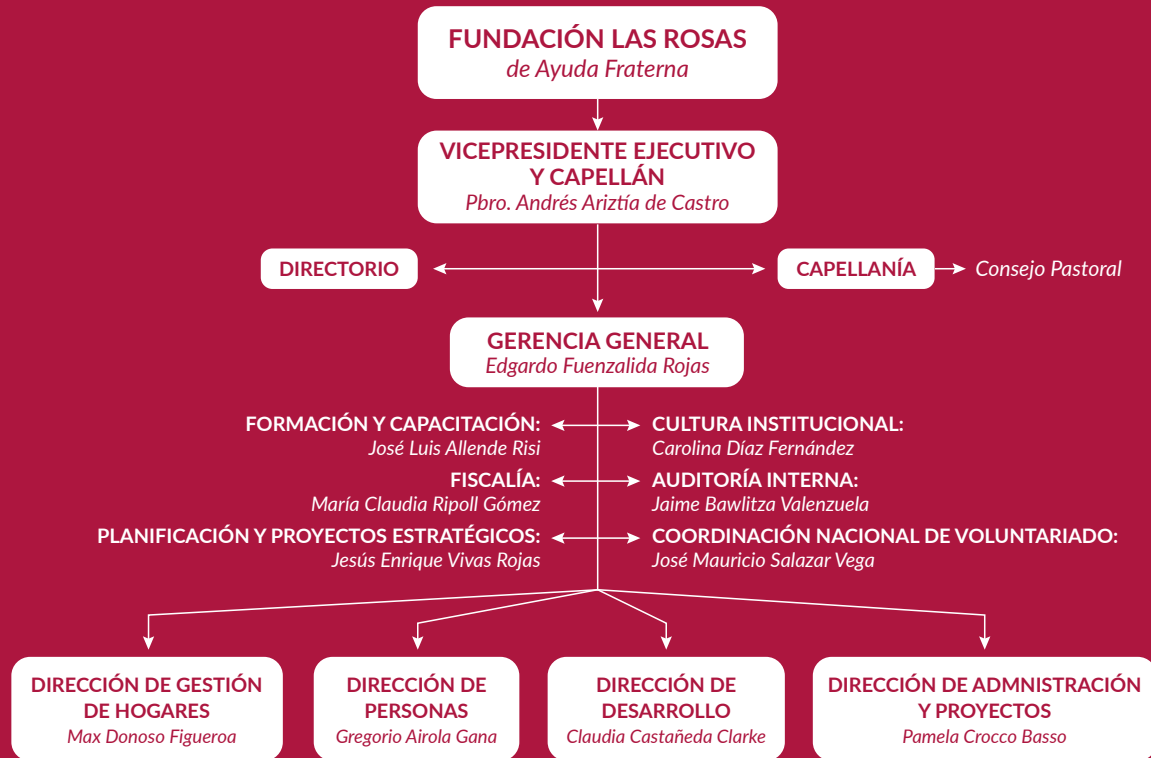 FUNDACIÓN LAS ROSAS
de Ayuda Fraterna
VICEPRESIDENTE EJECUTIVO
Y CAPELLÁN
Pbro. Andrés Ariztía de Castro
DIRECTORIO
CAPELLANÍA
Consejo Pastoral
GERENCIA GENERAL
Edgardo Fuenzalida Rojas
FORMACIÓN Y CAPACITACIÓN:
José Luis Allende Risi
CULTURA INSTITUCIONAL:
Carolina Díaz Fernández
FISCALÍA:
María Claudia Ripoll Gómez
AUDITORÍA INTERNA:
Jaime Bawlitza Valenzuela
PLANIFICACIÓN Y PROYECTOS ESTRATÉGICOS:
Jesús Enrique Vivas Rojas
COORDINACIÓN NACIONAL DE VOLUNTARIADO:
José Mauricio Salazar Vega
DIRECCIÓN DE GESTIÓN
DE HOGARES
Max Donoso Figueroa
DIRECCIÓN DE
PERSONAS
Gregorio Airola Gana
DIRECCIÓN DE
DESARROLLO
Claudia Castañeda Clarke
DIRECCIÓN DE ADMNISTRACIÓN
Y PROYECTOS
Pamela Crocco Basso